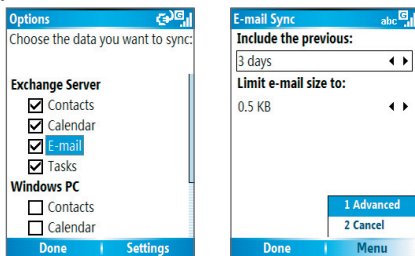 Options
Choose the data you want to sync:
Exchange Server
Contacts
Calendar
E-mail
Tasks
Windows PC
Contacts
Calendar
Done Settings
E-mail Sync abc G
Include the previous:
3 days
Limit e-mail size to:
0.5 KB
1 Advanced
2 Cancel
Done Menu